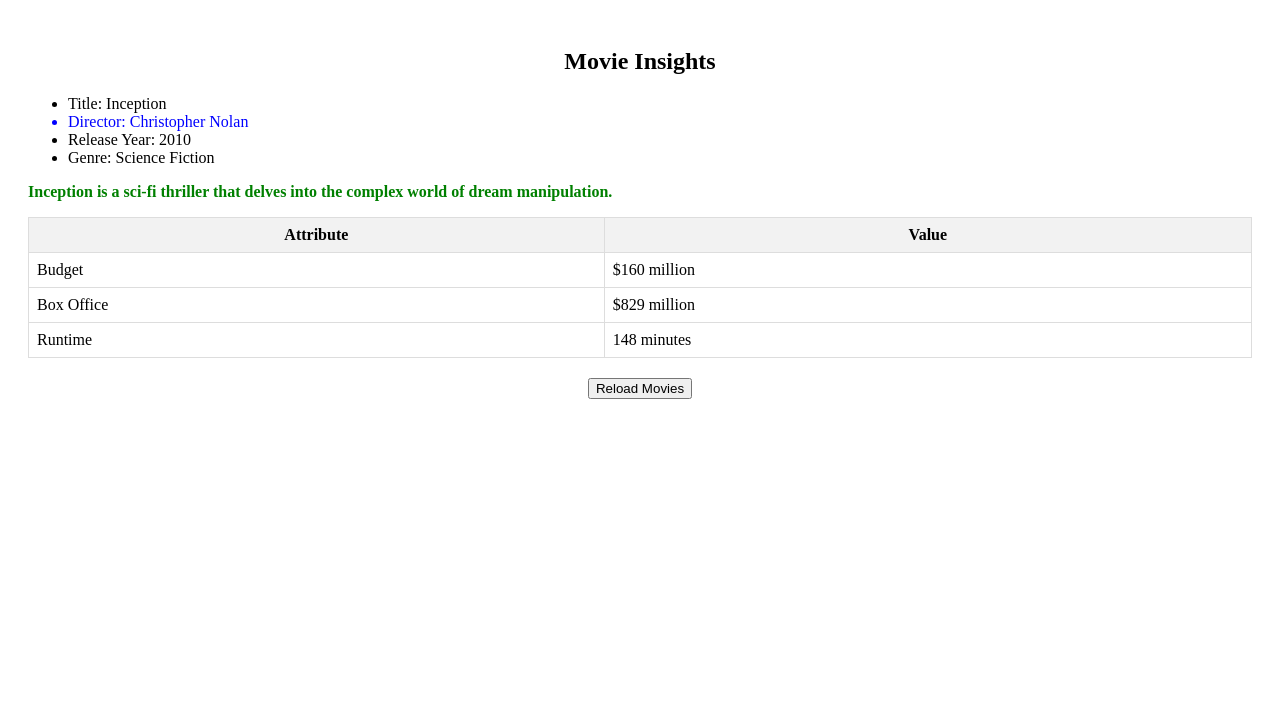 Movie Insights
Title: Inception
Director: Christopher Nolan
Release Year: 2010
Genre: Science Fiction
Inception is a sci-fi thriller that delves into the complex world of dream manipulation.
Attribute Value
Budget $160 million
Box Office $829 million
Runtime 148 minutes
Reload Movies